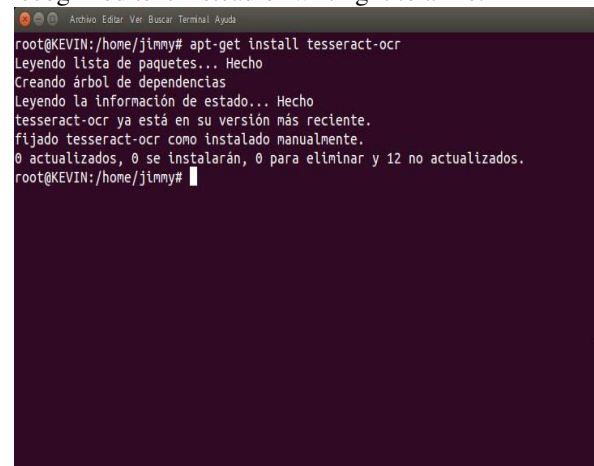 Archivo Editar Ver Buscar Terminal Ayuda
root@KEVIN:/home/jimmy# apt-get install tesseract-ocr
Leyendo lista de paquetes... Hecho
Creando árbol de dependencias
Leyendo la información de estado... Hecho
tesseract-ocr ya está en su versión más reciente.
fijado tesseract-ocr como instalado manualmente.
0 actualizados, 0 se instalarán, 0 para eliminar y 12 no actualizados.
root@KEVIN:/home/jimmy#